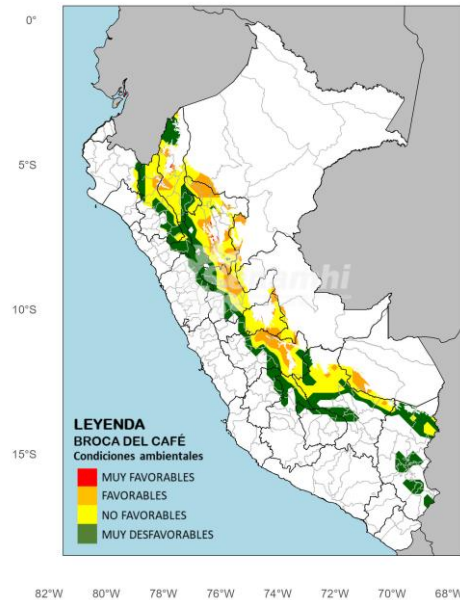 0°
5°S
10°S
15°S
senamhi
LEYENDA
BROCA DEL CAFÉ
Condiciones ambientales
MUY FAVORABLES
FAVORABLES
NO FAVORABLES
MUY DESFAVORABLES
82°W 80°W 78°W 76°W 74°W 72°W 70°W 68°W